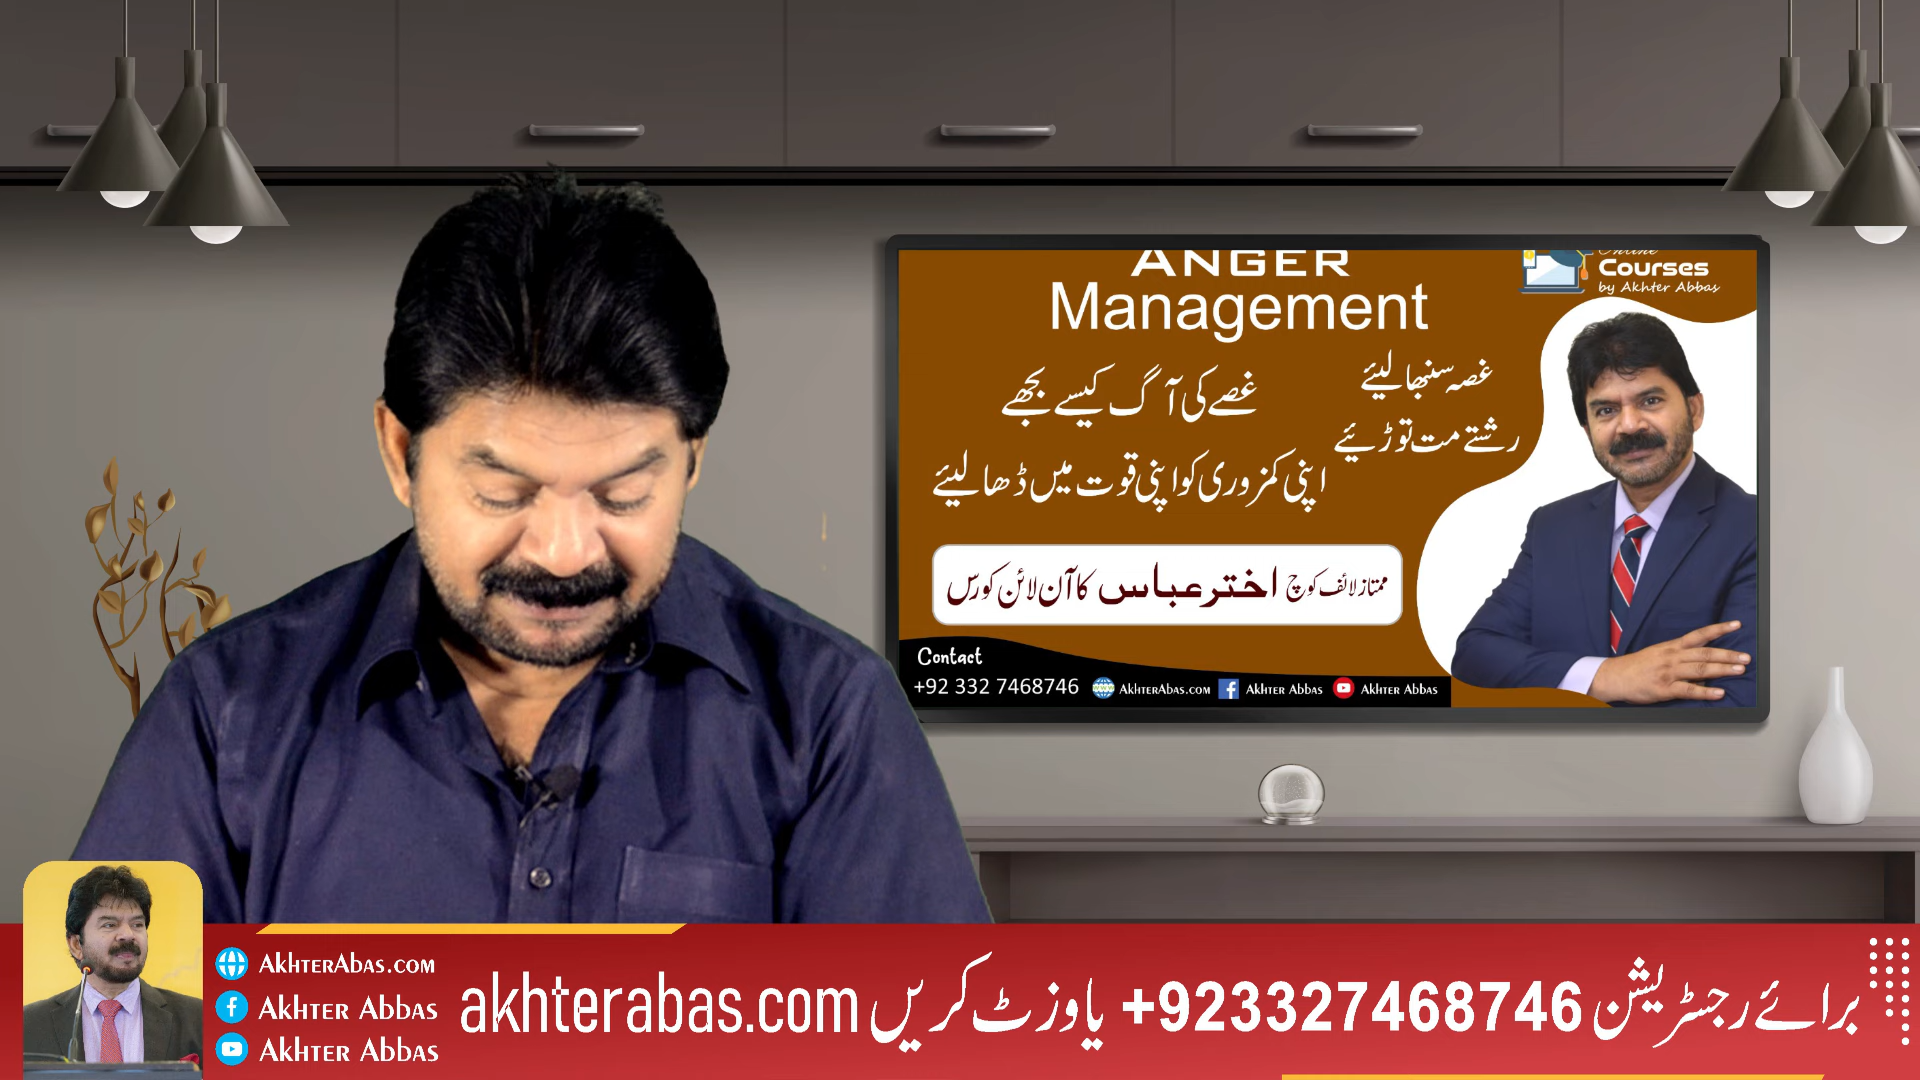 ANGER
Management
Online
Courses
by Akhter Abbas
غصہ سنبھالیئے
رشتے مت توڑیئے
غصے کی آگ کیسے بجھے
اپنی کمزوری کو اپنی قوت میں ڈھالیئے
ممتاز لائف کوچ اختر عباس کا آن لائن کورس
Contact
+92 332 7468746 AkhterAbas.com Akhter Abbas Akhter Abbas
AkhterAbas.com
Akhter Abbas
Akhter Abbas
برائے رجسٹریشن +923327468746 یا وزٹ کریں akhterabas.com